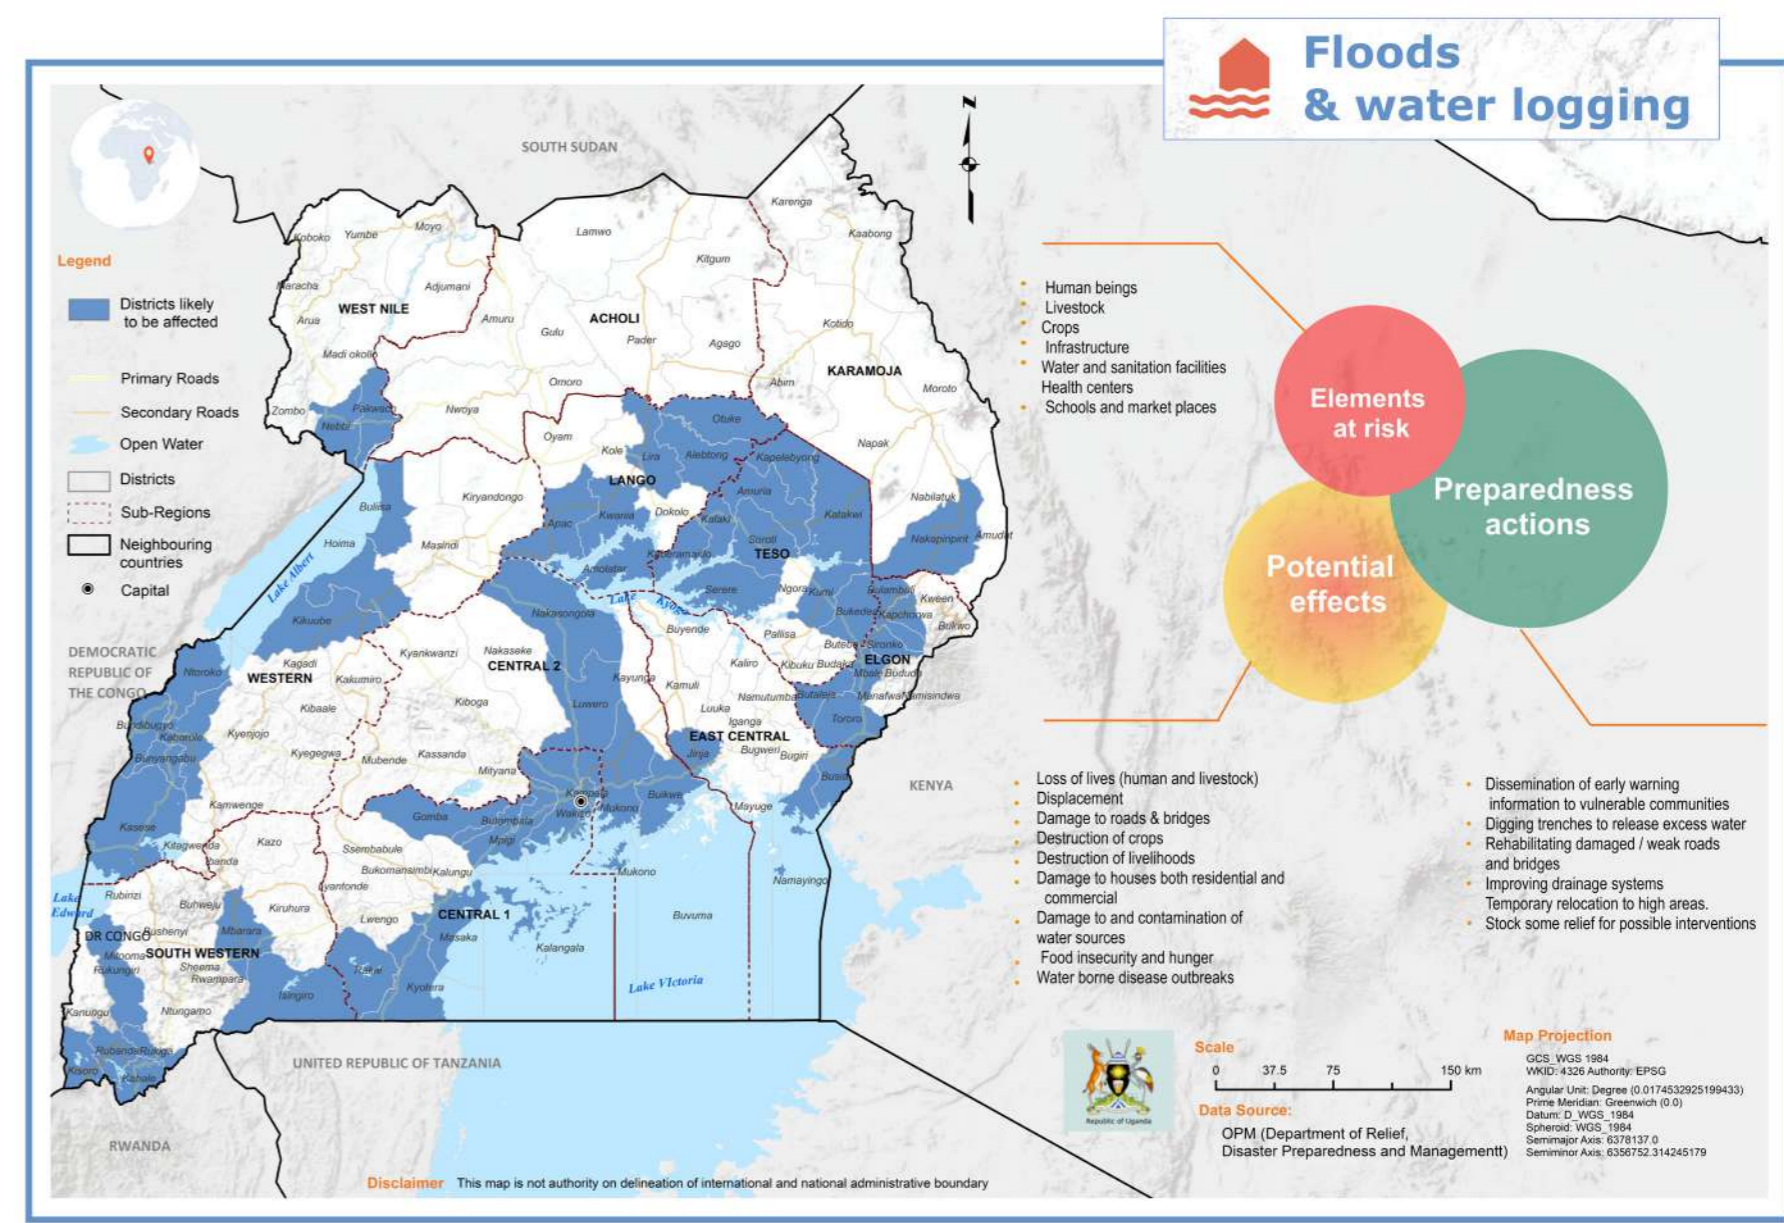 Floods
& water logging
SOUTH SUDAN
N
Legend
Districts likely
to be affected
Primary Roads
Secondary Roads
Open Water
Districts
Sub-Regions
Neighbouring
countries
Capital
Karenga
Kaabong
Lamwo
Kitgum
Koboko
Yumbe
Moyo
Maracha
Adjumani
WEST NILE
Arua
Madi okollo
Amuru
Gulu
ACHOLI
Pader
Agago
Kotido
KARAMOJA
Abim
Moroto
Omoro
Zombo
Pakwach
Nebbi
Nwoya
Otuke
Oyam
Kole
Lira
Alebtong
Kapelebyong
Napak
LANGO
Amuria
Nabilatuk
Kiryandongo
Buliisa
Apac
Kwania
Dokolo
Katakwi
Soroti
TESO
Nakapiripirit
Amudat
Hoima
Masindi
Kaberamaido
Amolatar
Lake Albert
Serere
Ngora
Kumi
Bulambuli
Kween
Lake Kyoga
Bukedea
Kapchorwa
Bukwo
Nakasongola
Kikuube
Buyende
Pallisa
Butebo
Sironko
DEMOCRATIC
REPUBLIC OF
THE CONGO
Ntoroko
Kagadi
WESTERN
Kakumiro
Kyankwanzi
Nakaseke
CENTRAL 2
Kaliro
Kibuku
Budaka
ELGON
Mbale
Bududa
Kayunga
Kamuli
Namutumba
Butaleja
Manafwa
Namisindwa
Kibaale
Kiboga
Luwero
Luuka
Iganga
Tororo
Bundibugyo
Kabarole
Kyenjojo
Bunyangabu
Kyegegwa
Mubende
Kassanda
Mityana
EAST CENTRAL
Jinja
Bugweri
Bugiri
Busia
KENYA
Kamwenge
Kasese
Gomba
Butambala
Kampala
Wakiso
Mukono
Buikwe
Mayuge
Mpigi
Kitagwenda
Ibanda
Kazo
Ssembabule
Bukomansimbi
Kalungu
Mukono
Namayingo
Lake
Edward
Rubirizi
Buhweju
Kiruhura
Lyantonde
Lwengo
CENTRAL 1
Masaka
Buvuma
DR CONGO
Bushenyi
Mbarara
Kalangala
Mitooma
SOUTH WESTERN
Rukungiri
Sheema
Rwampara
Rakai
Kyotera
Isingiro
Lake VIctoria
Kanungu
Ntungamo
Rubanda
Rukiga
Kisoro
Kabale
UNITED REPUBLIC OF TANZANIA
RWANDA
Disclaimer This map is not authority on delineation of international and national administrative boundary
Human beings
Livestock
Crops
Infrastructure
Water and sanitation facilities
Health centers
Schools and market places
Elements
at risk
Preparedness
actions
Potential
effects
Loss of lives (human and livestock)
Displacement
Damage to roads & bridges
Destruction of crops
Destruction of livelihoods
Damage to houses both residential and
commercial
Damage to and contamination of
water sources
Food insecurity and hunger
Water borne disease outbreaks
Dissemination of early warning
information to vulnerable communities
Digging trenches to release excess water
Rehabilitating damaged / weak roads
and bridges
Improving drainage systems
Temporary relocation to high areas.
Stock some relief for possible interventions
Republic of Uganda
Scale
0 37.5 75 150 km
Data Source:
OPM (Department of Relief,
Disaster Preparedness and Managementt)
Map Projection
GCS_WGS 1984
WKID: 4326 Authority: EPSG
Angular Unit: Degree (0.0174532925199433)
Prime Meridian: Greenwich (0.0)
Datum: D_WGS_1984
Spheroid: WGS_1984
Semimajor Axis: 6378137.0
Semiminor Axis: 6356752.314245179